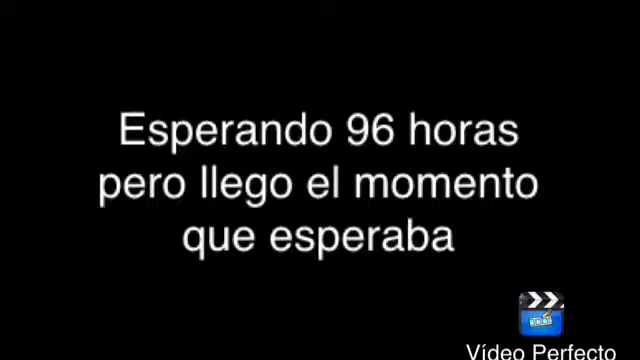 Esperando 96 horas
pero llego el momento
que esperaba
Vídeo Perfecto